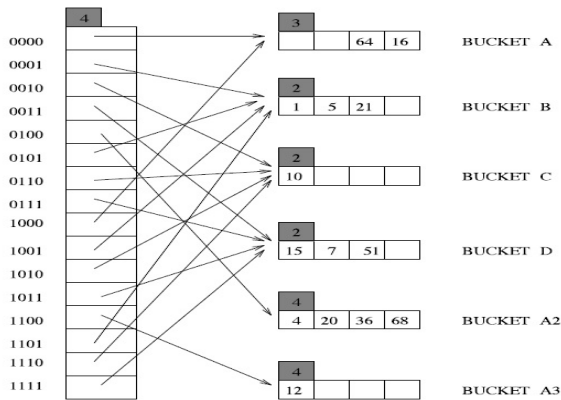 4 3
0000 64 16 BUCKET A
0001
0010 2
0011 1 5 21 BUCKET B
0100
0101 2
0110 10 BUCKET C
0111
1000 2
1001 15 7 51 BUCKET D
1010
1011 4
1100 4 20 36 68 BUCKET A2
1101
1110 4
1111 12 BUCKET A3